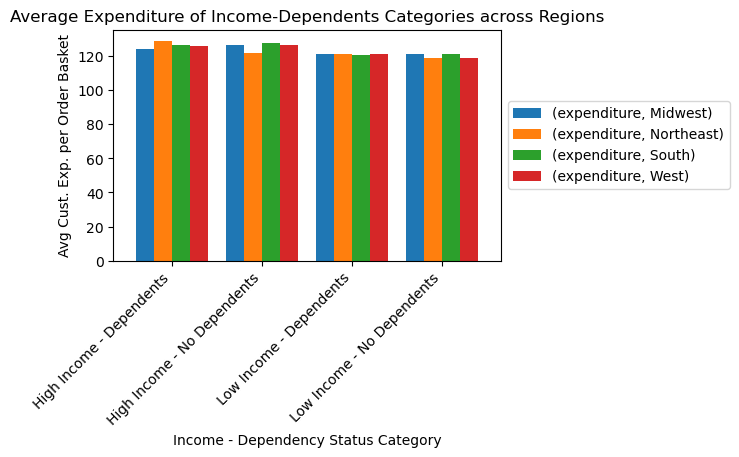 Average Expenditure of Income-Dependents Categories across Regions
Avg Cust. Exp. per Order Basket
120
100
80
60
40
20
0
(expenditure, Midwest)
(expenditure, Northeast)
(expenditure, South)
(expenditure, West)
High Income - Dependents
High Income - No Dependents
Low Income - Dependents
Low Income - No Dependents
Income - Dependency Status Category